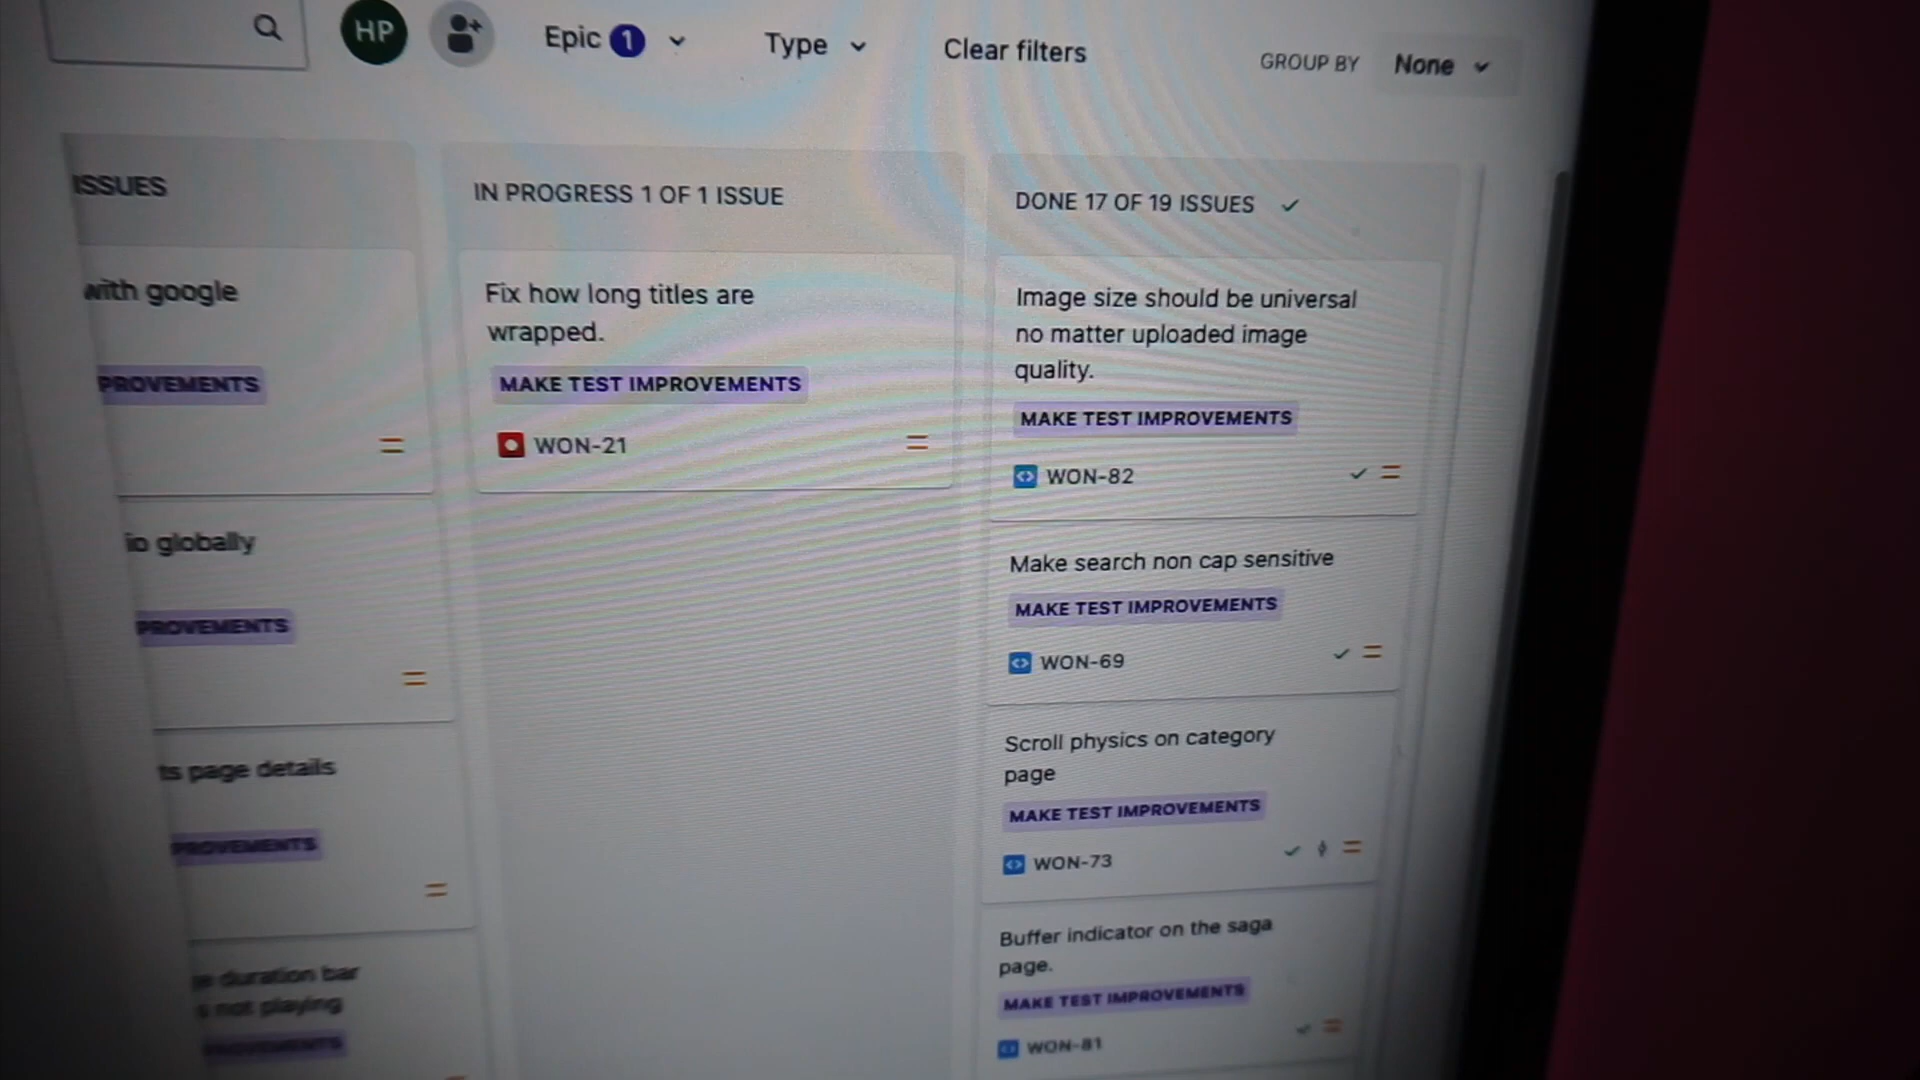 HP
Epic 1
Type
Clear filters
GROUP BY None
ISSUES
with google
PROVEMENTS
io globally
PROVEMENTS
ts page details
PROVEMENTS
duration bar
not playing
PROVEMENTS
IN PROGRESS 1 OF 1 ISSUE
Fix how long titles are
wrapped.
MAKE TEST IMPROVEMENTS
WON-21
DONE 17 OF 19 ISSUES
Image size should be universal
no matter uploaded image
quality.
MAKE TEST IMPROVEMENTS
WON-82
Make search non cap sensitive
MAKE TEST IMPROVEMENTS
WON-69
Scroll physics on category
page
MAKE TEST IMPROVEMENTS
WON-73
Buffer indicator on the saga
page.
MAKE TEST IMPROVEMENTS
WON-81